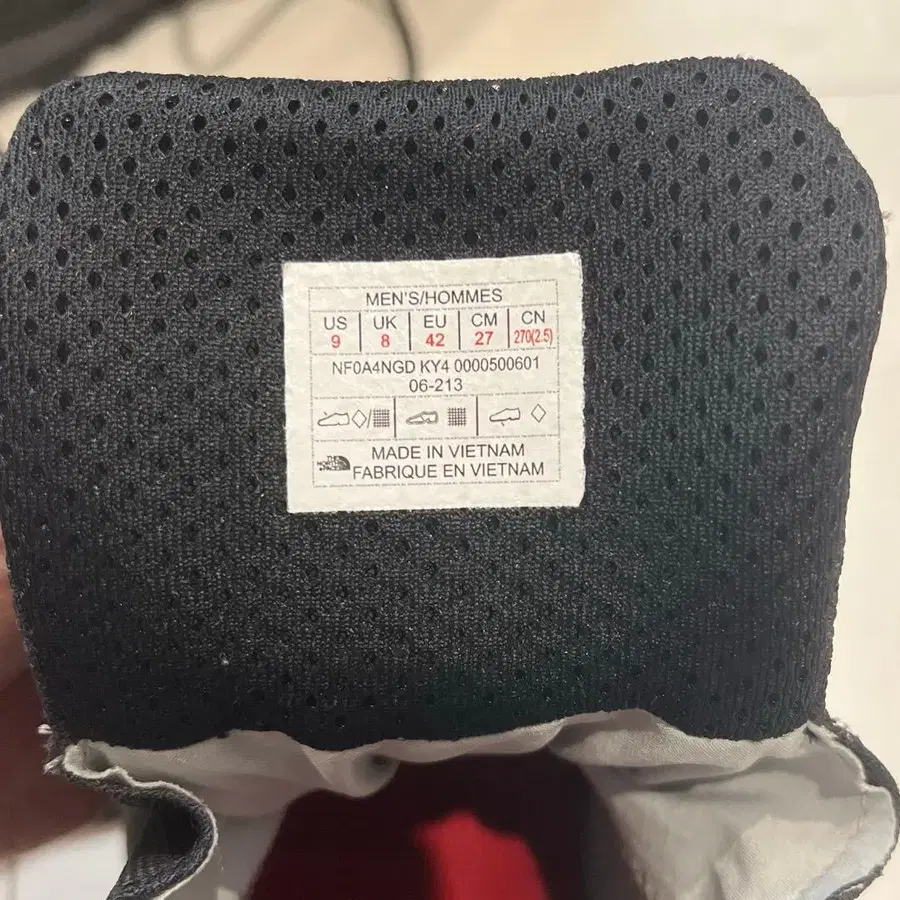 MEN'S/HOMMES
US UK EU CM CN
9 8 42 27 270(2.5)
NF0A4NGD KY4 0000500601
06-213
MADE IN VIETNAM
FABRIQUE EN VIETNAM